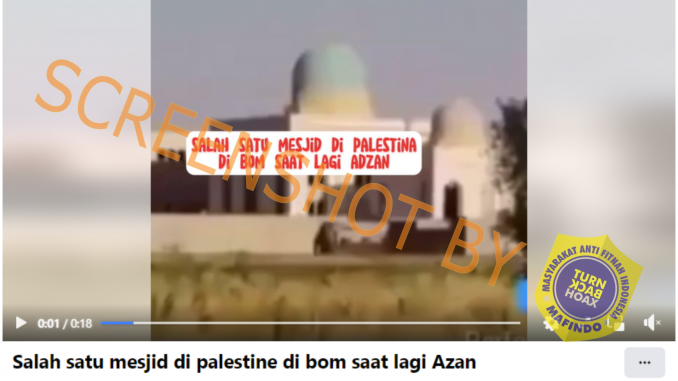 SALAH SATU MESJID DI PALESTINA
DI BOM SAAT LAGI ADZAN
SCREENSHOT BY
MASYARAKAT ANTI FITNAH INDONESIA
TURN
BACK
HOAX
MAFINDO
0:01 / 0:18
Salah satu mesjid di palestine di bom saat lagi Azan